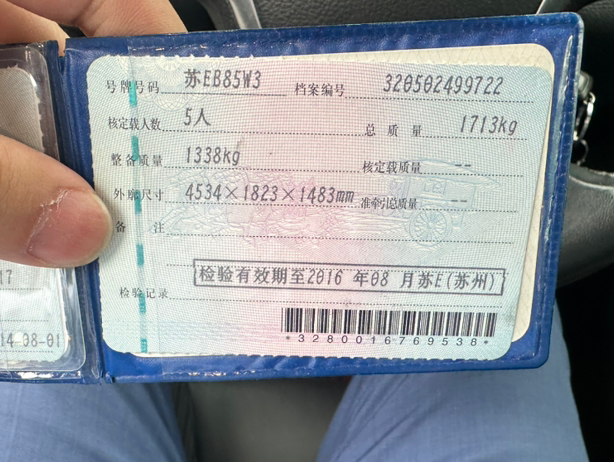 号牌号码 苏EB85W3 档案编号 320502499722
核定载人数 5人 总质量 1713kg
整备质量 1338kg 核定载质量 --
外廓尺寸 4534×1823×1483mm 准牵引总质量 --
备注
检验有效期至2016年08月苏E(苏州)
检验记录
*3280016769538*
17
14-08-01